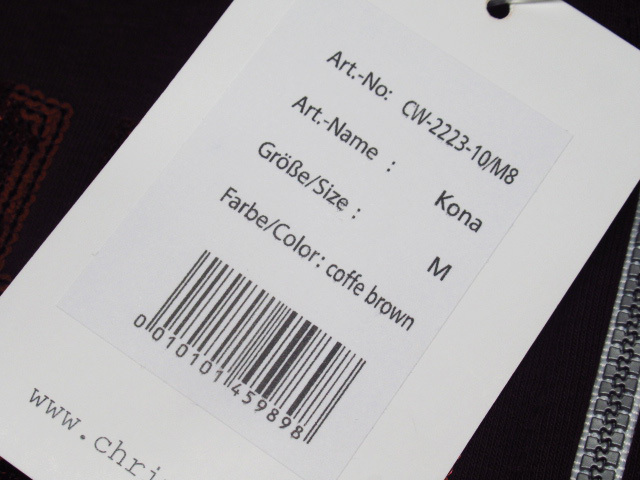 Art.-No: CW-2223-10/M8
Art.-Name : Kona
Größe/Size : M
Farbe/Color: coffe brown
0 010101 459898
www.chri